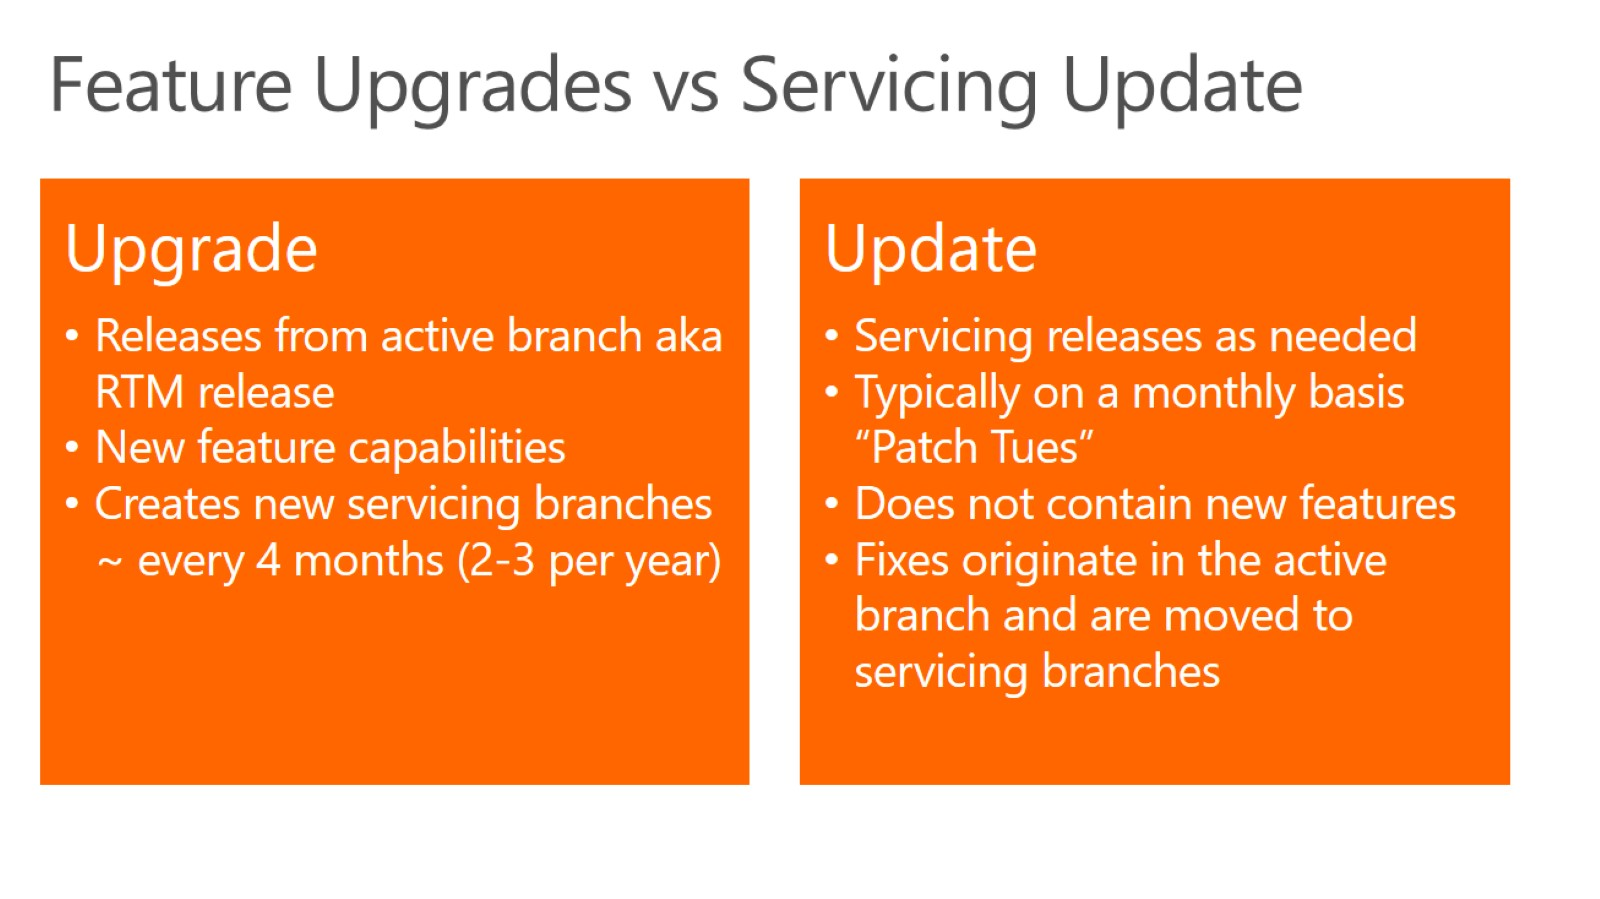 Feature Upgrades vs Servicing Update
Upgrade
• Releases from active branch aka
RTM release
• New feature capabilities
• Creates new servicing branches
~ every 4 months (2-3 per year)
Update
• Servicing releases as needed
• Typically on a monthly basis
“Patch Tues”
• Does not contain new features
• Fixes originate in the active
branch and are moved to
servicing branches